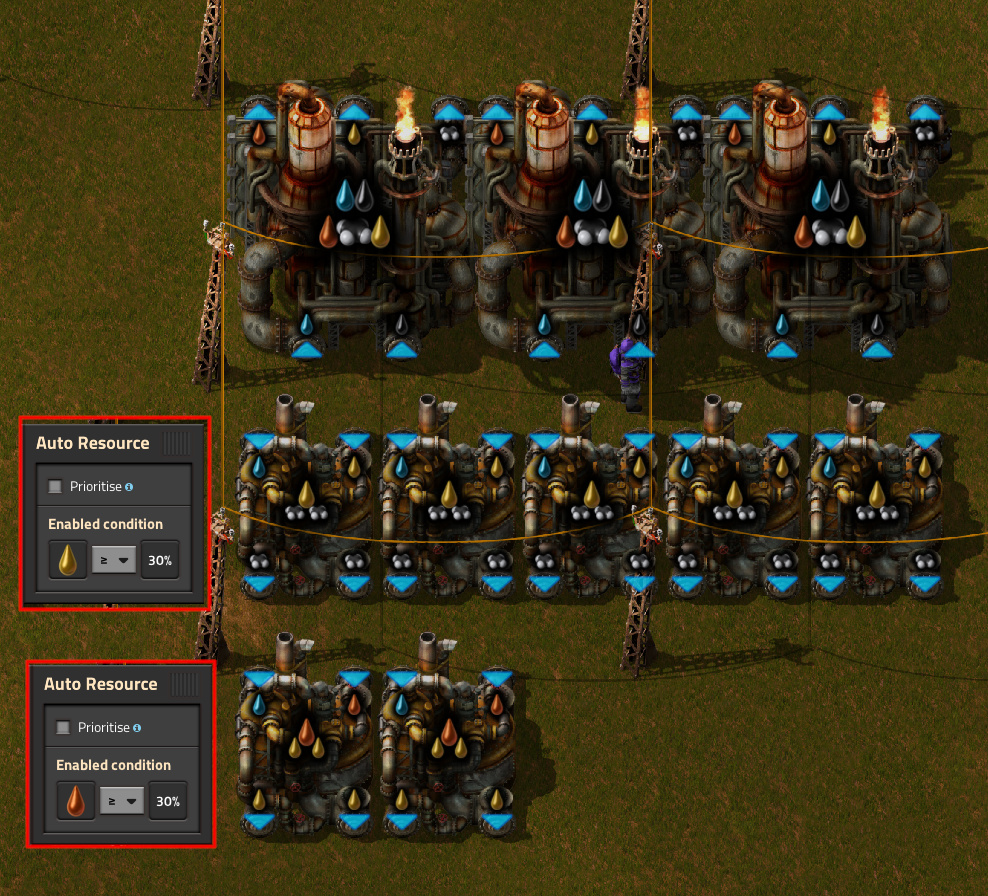 Auto Resource
Prioritise
Enabled condition
≥ 30%
Auto Resource
Prioritise
Enabled condition
≥ 30%